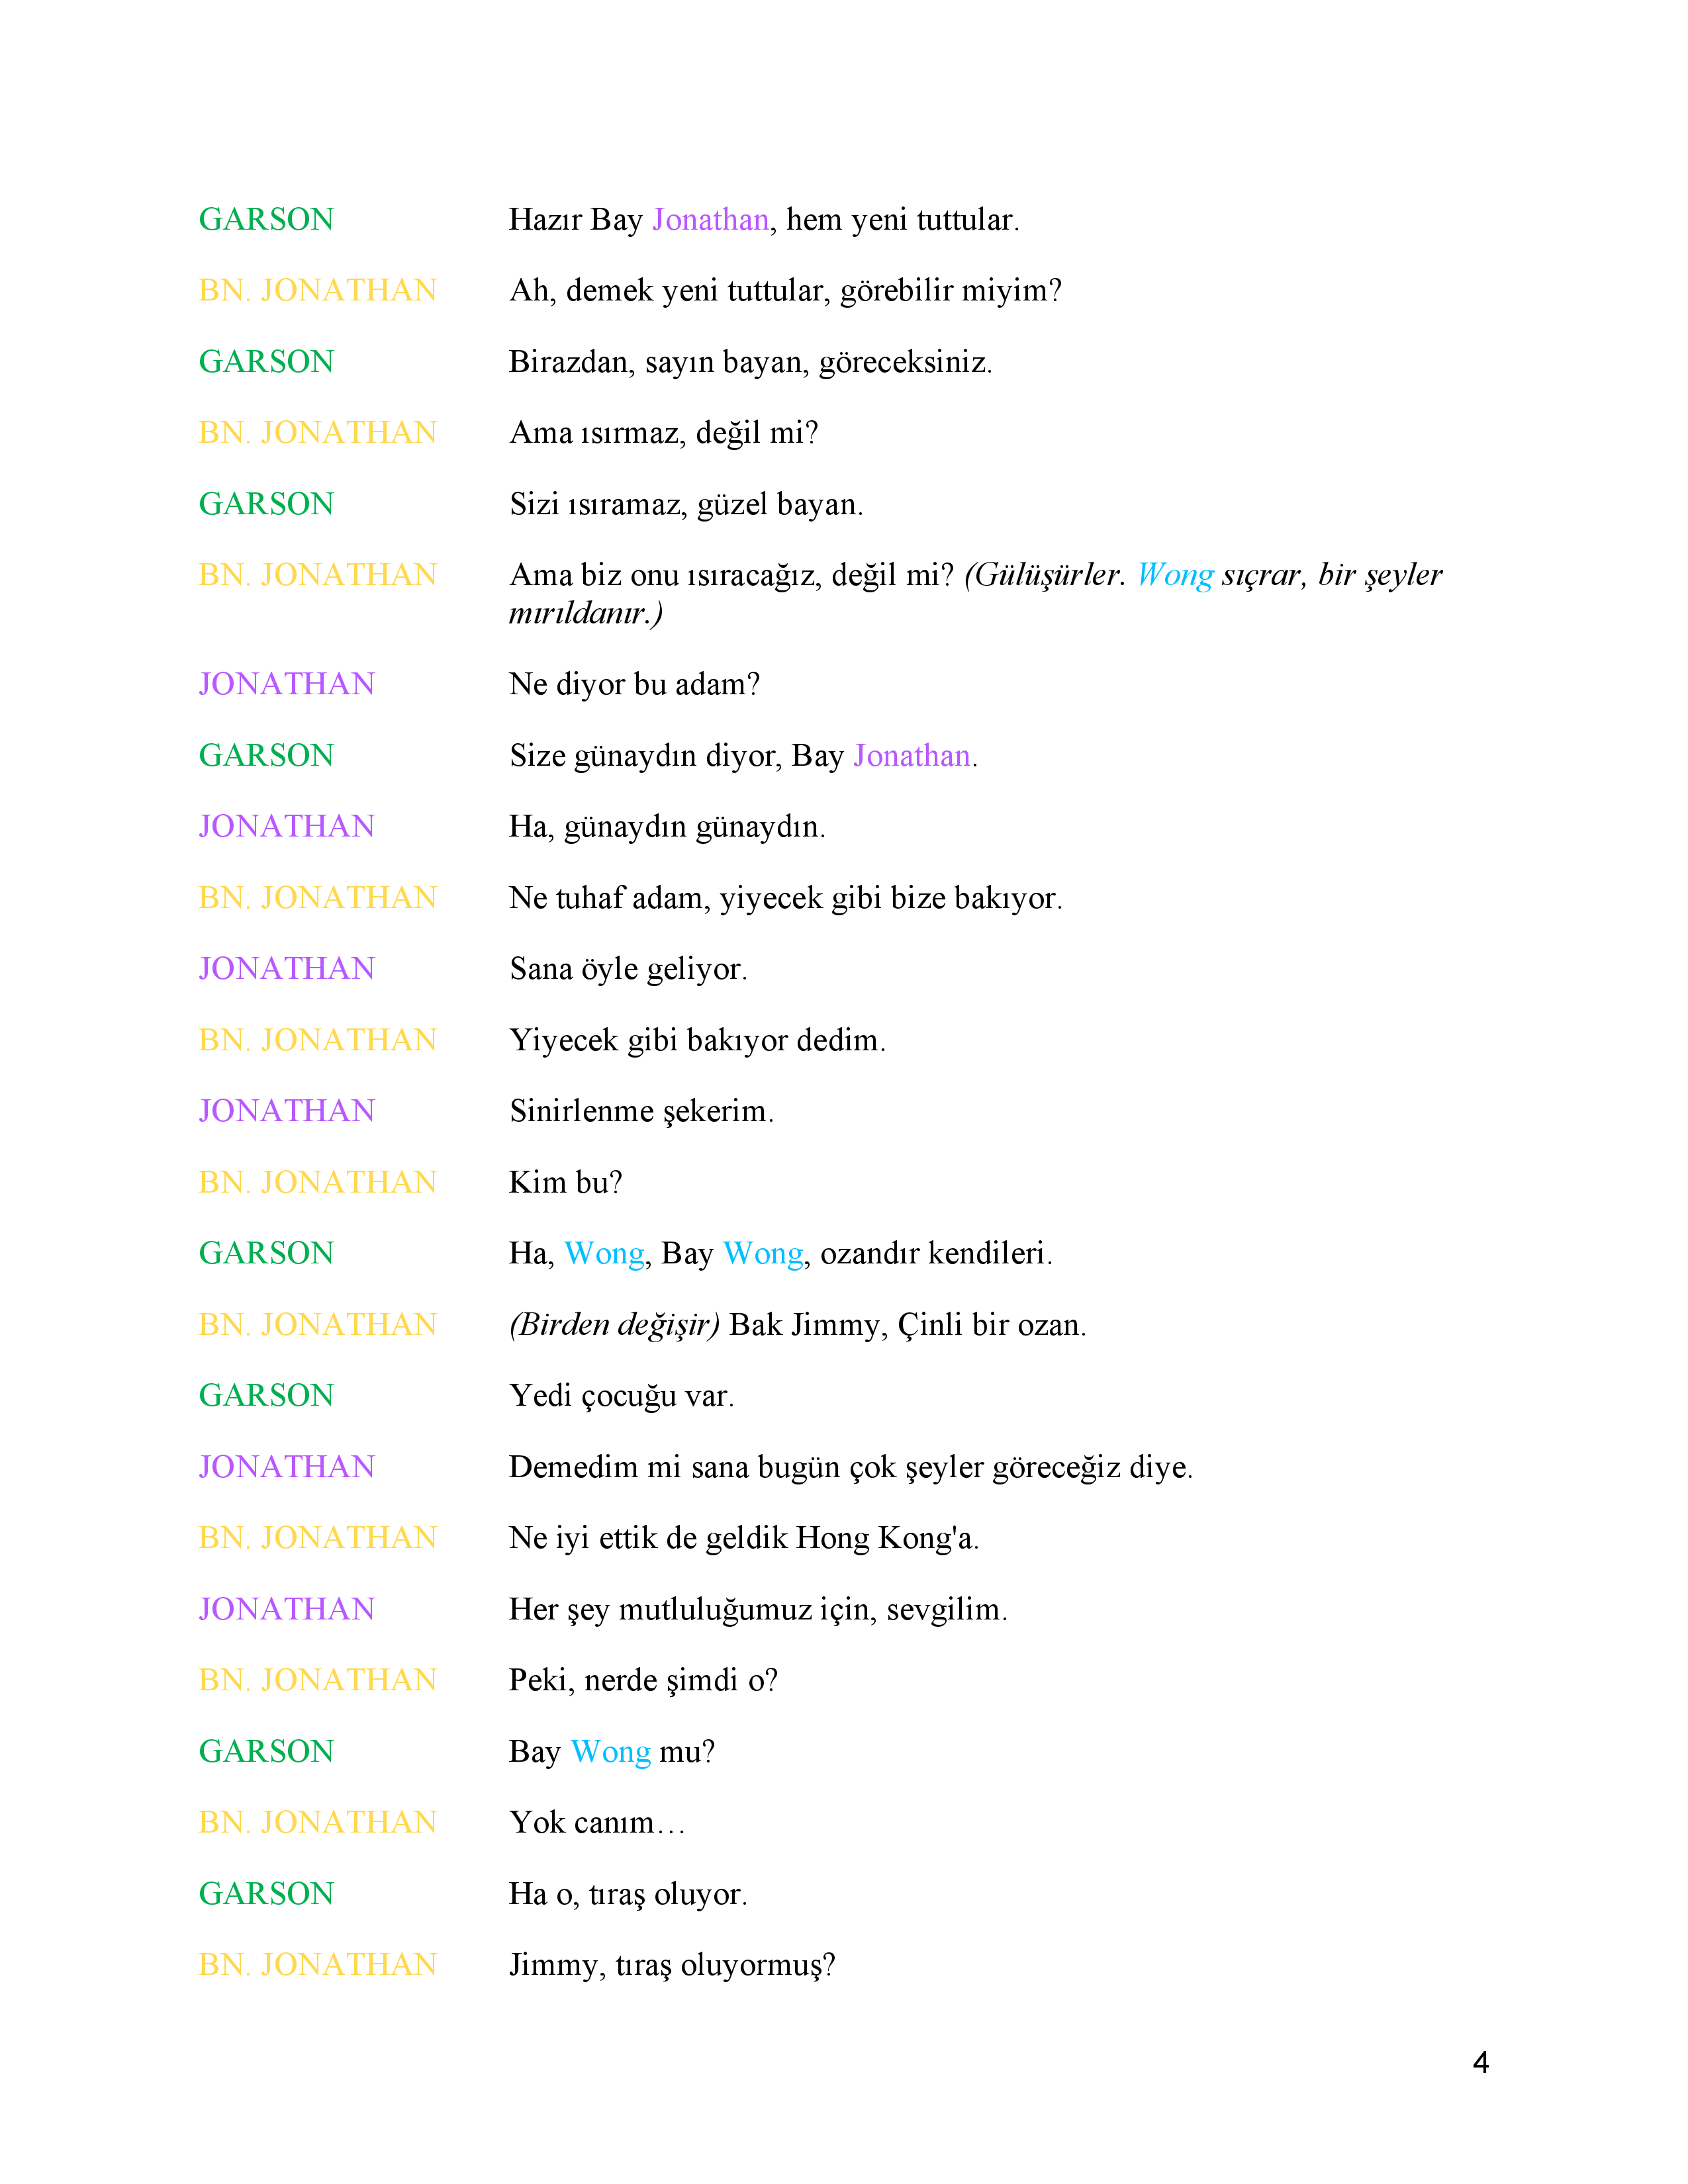 GARSON Hazır Bay Jonathan, hem yeni tuttular.
BN. JONATHAN Ah, demek yeni tuttular, görebilir miyim?
GARSON Birazdan, sayın bayan, göreceksiniz.
BN. JONATHAN Ama ısırmaz, değil mi?
GARSON Sizi ısıramaz, güzel bayan.
BN. JONATHAN Ama biz onu ısıracağız, değil mi? (Gülüşürler. Wong sıçrar, bir şeyler
mırıldanır.)
JONATHAN Ne diyor bu adam?
GARSON Size günaydın diyor, Bay Jonathan.
JONATHAN Ha, günaydın günaydın.
BN. JONATHAN Ne tuhaf adam, yiyecek gibi bize bakıyor.
JONATHAN Sana öyle geliyor.
BN. JONATHAN Yiyecek gibi bakıyor dedim.
JONATHAN Sinirlenme şekerim.
BN. JONATHAN Kim bu?
GARSON Ha, Wong, Bay Wong, ozandır kendileri.
BN. JONATHAN (Birden değişir) Bak Jimmy, Çinli bir ozan.
GARSON Yedi çocuğu var.
JONATHAN Demedim mi sana bugün çok şeyler göreceğiz diye.
BN. JONATHAN Ne iyi ettik de geldik Hong Kong'a.
JONATHAN Her şey mutluluğumuz için, sevgilim.
BN. JONATHAN Peki, nerde şimdi o?
GARSON Bay Wong mu?
BN. JONATHAN Yok canım…
GARSON Ha o, tıraş oluyor.
BN. JONATHAN Jimmy, tıraş oluyormuş?
4